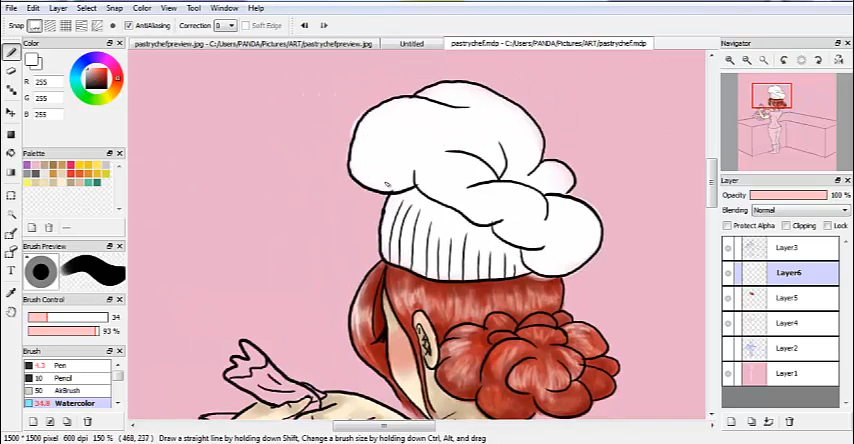 File Edit Layer Select Snap Color View Tool Window Help
Snap AntiAliasing Correction 0 Soft Edge
Color
R 255
G 255
B 255
Palette
Brush Preview
Brush Control
34
93 %
Brush
4.3 Pen
10 Pencil
50 AirBrush
34.8 Watercolor
pastrychefpreview.jpg - C:/Users/PANDA/Pictures/ART/pastrychefpreview.jpg Untitled pastrychef.mdp - C:/Users/PANDA/Pictures/ART/pastrychef.mdp
Navigator
Layer
Opacity 100 %
Blending Normal
Protect Alpha Clipping Lock
Layer3
Layer6
Layer5
Layer4
Layer2
Layer1
1500 * 1500 pixel 600 dpi 150 % (468, 237) Draw a straight line by holding down Shift, Change a brush size by holding down Ctrl, Alt, and drag